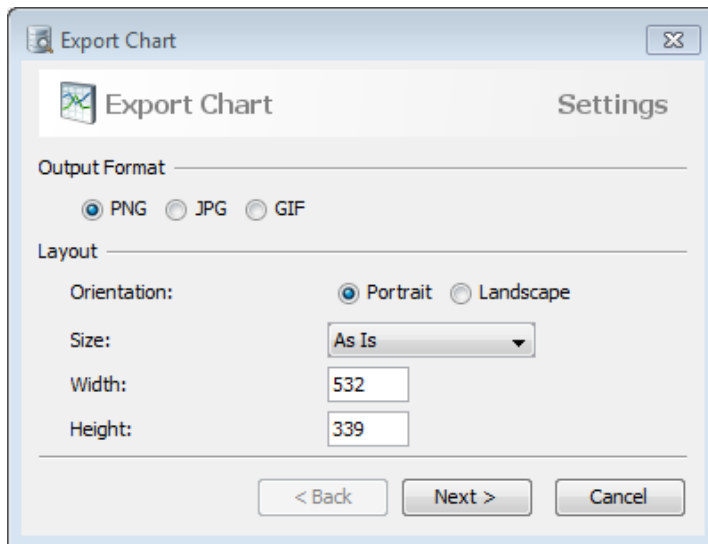 Export Chart
Export Chart Settings
Output Format
PNG JPG GIF
Layout
Orientation: Portrait Landscape
Size: As Is
Width: 532
Height: 339
< Back Next > Cancel